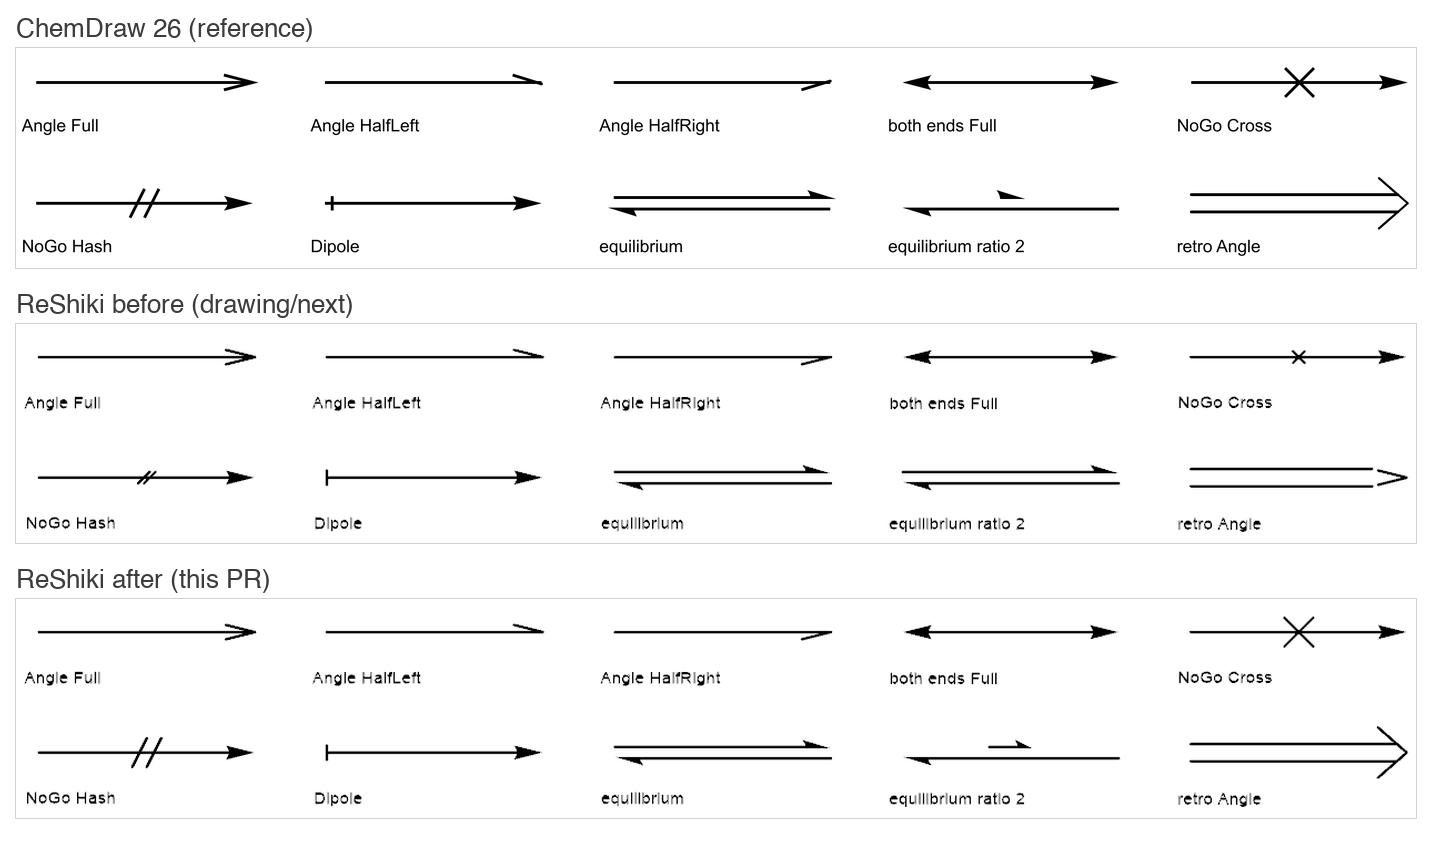 ChemDraw 26 (reference)
Angle Full Angle HalfLeft Angle HalfRight both ends Full NoGo Cross
NoGo Hash Dipole equilibrium equilibrium ratio 2 retro Angle
ReShiki before (drawing/next)
Angle Full Angle HalfLeft Angle HalfRight both ends Full NoGo Cross
NoGo Hash Dipole equilibrium equilibrium ratio 2 retro Angle
ReShiki after (this PR)
Angle Full Angle HalfLeft Angle HalfRight both ends Full NoGo Cross
NoGo Hash Dipole equilibrium equilibrium ratio 2 retro Angle